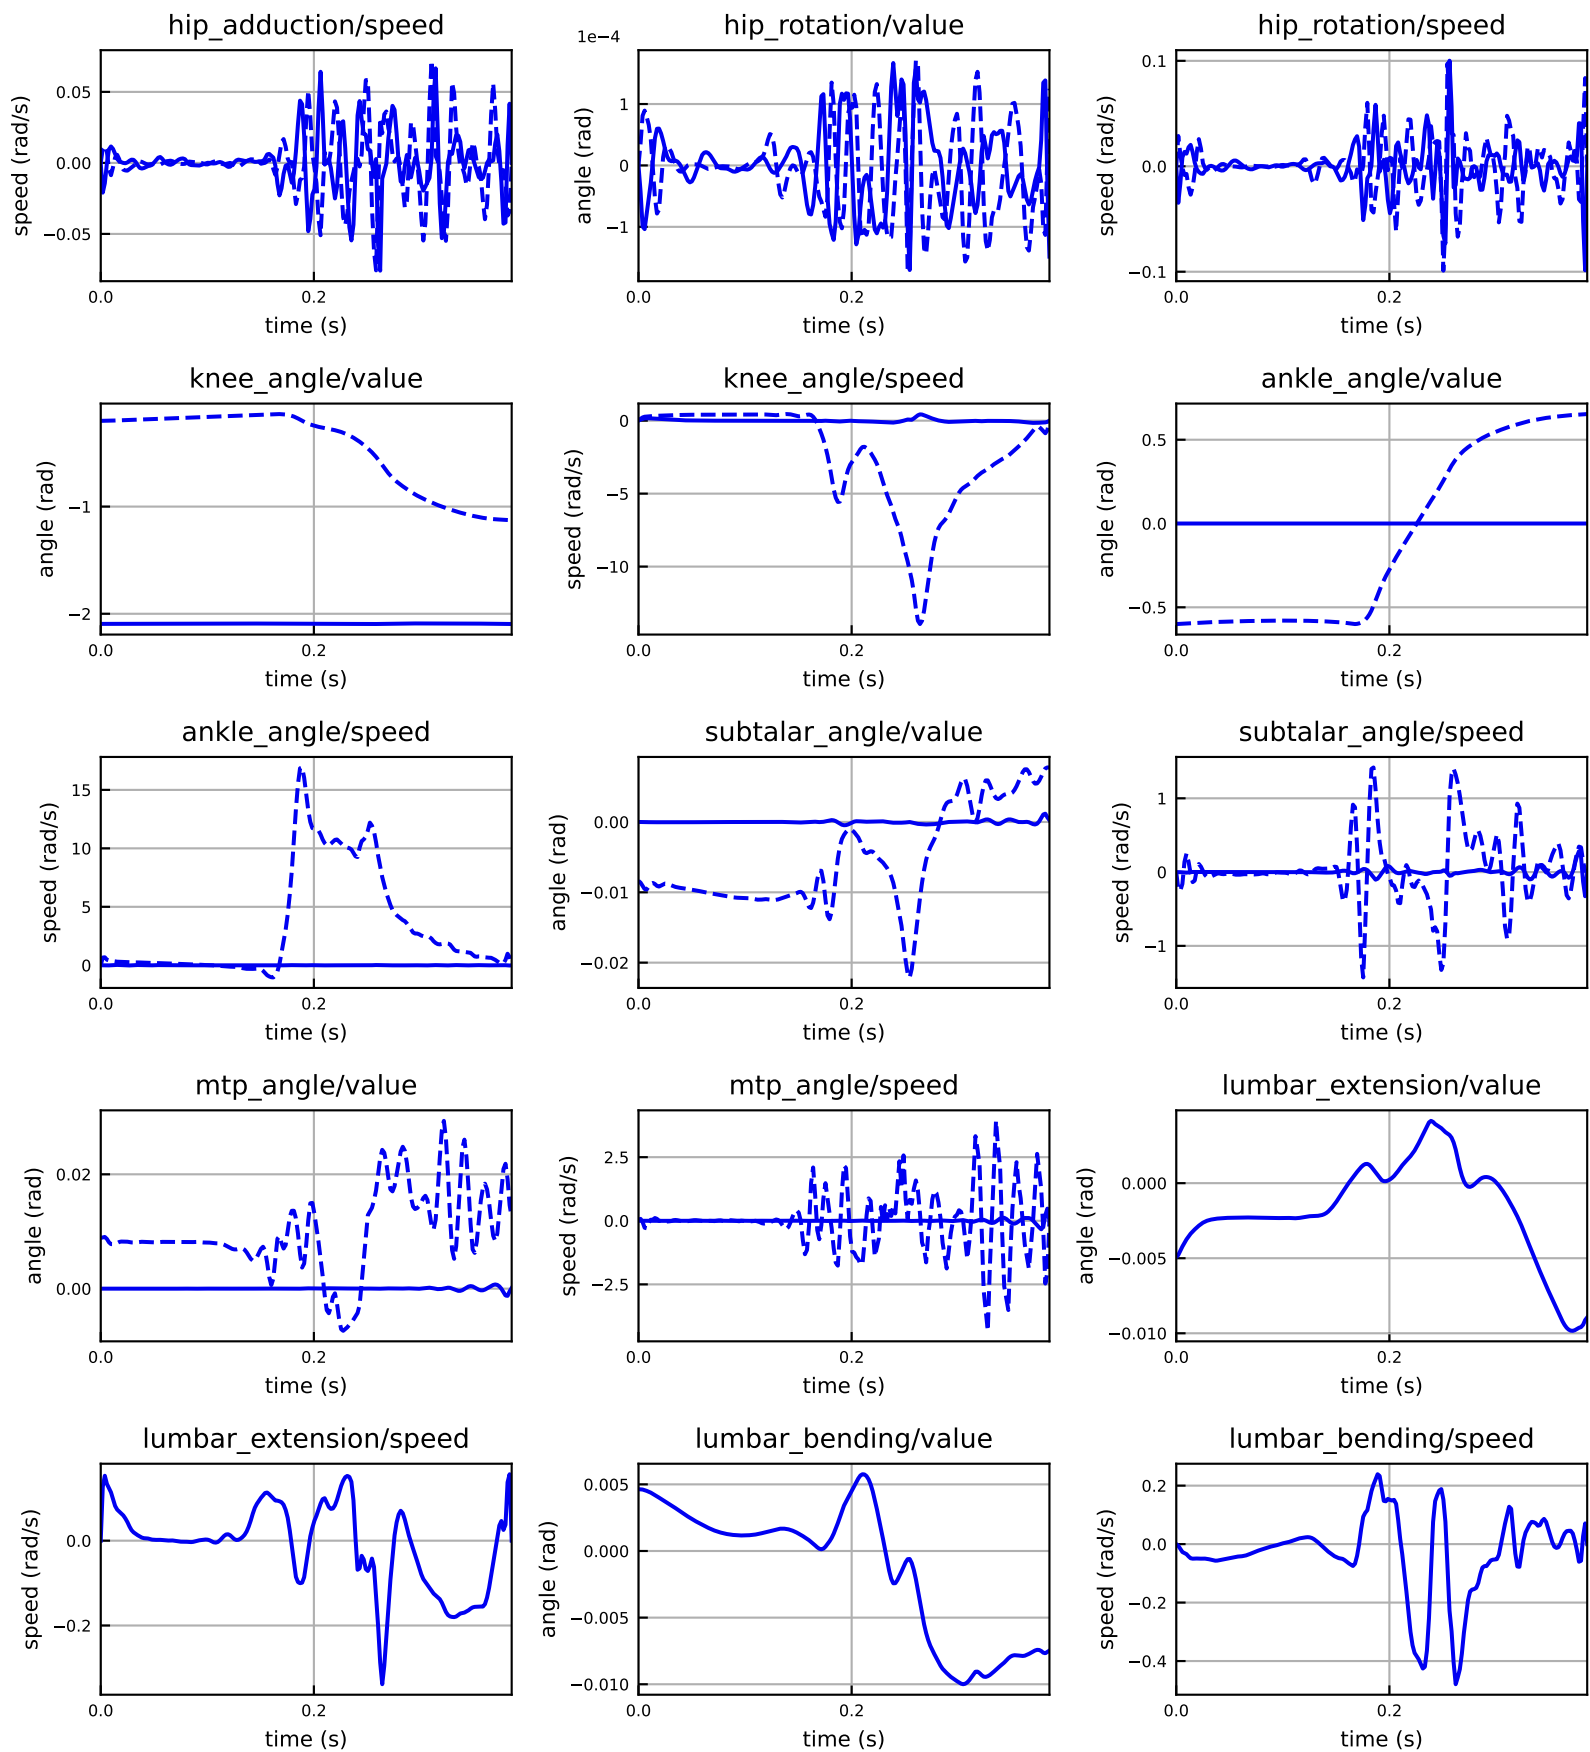 hip_adduction/speed
speed (rad/s)
0.05
0.00
−0.05
0.0
0.2
time (s)
hip_rotation/value
1e−4
angle (rad)
1
0
−1
0.0
0.2
time (s)
hip_rotation/speed
speed (rad/s)
0.1
0.0
−0.1
0.0
0.2
time (s)
knee_angle/value
angle (rad)
−1
−2
0.0
0.2
time (s)
knee_angle/speed
speed (rad/s)
0
−5
−10
0.0
0.2
time (s)
ankle_angle/value
angle (rad)
0.5
0.0
−0.5
0.0
0.2
time (s)
ankle_angle/speed
speed (rad/s)
15
10
5
0
0.0
0.2
time (s)
subtalar_angle/value
angle (rad)
0.00
−0.01
−0.02
0.0
0.2
time (s)
subtalar_angle/speed
speed (rad/s)
1
0
−1
0.0
0.2
time (s)
mtp_angle/value
angle (rad)
0.02
0.00
0.0
0.2
time (s)
mtp_angle/speed
speed (rad/s)
2.5
0.0
−2.5
0.0
0.2
time (s)
lumbar_extension/value
angle (rad)
0.000
−0.005
−0.010
0.0
0.2
time (s)
lumbar_extension/speed
speed (rad/s)
0.0
−0.2
0.0
0.2
time (s)
lumbar_bending/value
angle (rad)
0.005
0.000
−0.005
−0.010
0.0
0.2
time (s)
lumbar_bending/speed
speed (rad/s)
0.2
0.0
−0.2
−0.4
0.0
0.2
time (s)